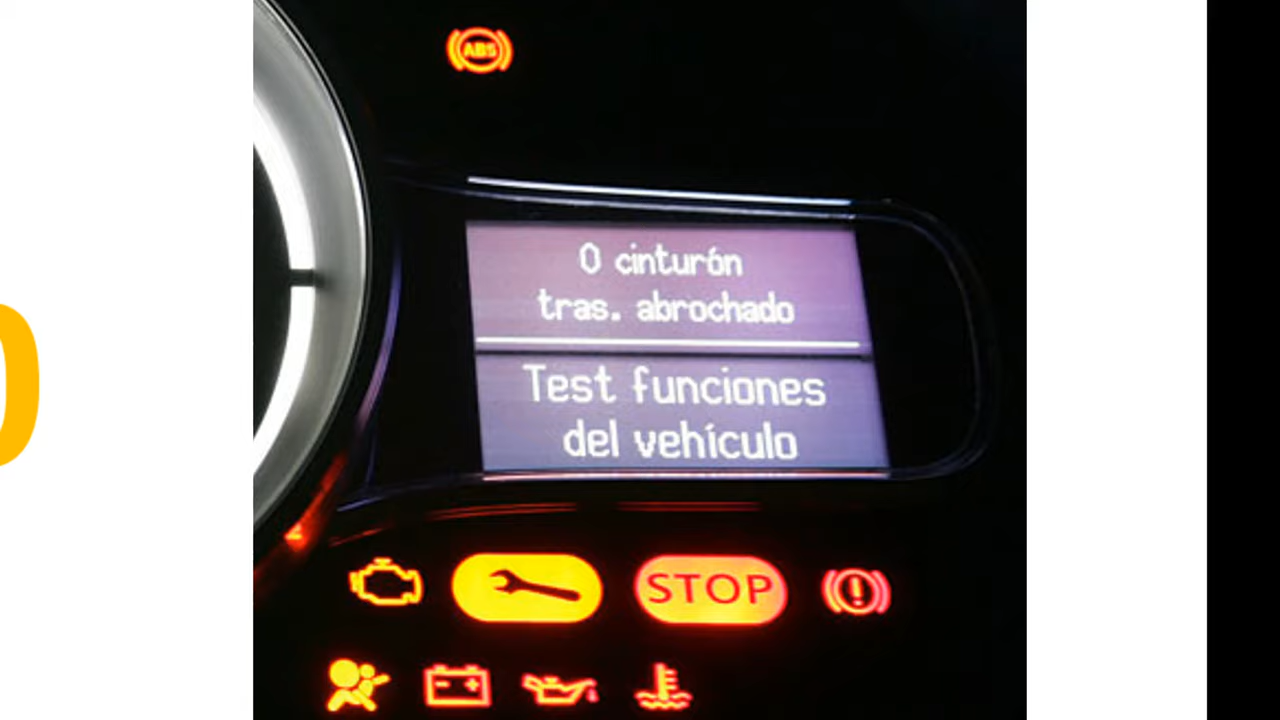 ABS
0 cinturón
tras. abrochado
Test funciones
del vehículo
STOP